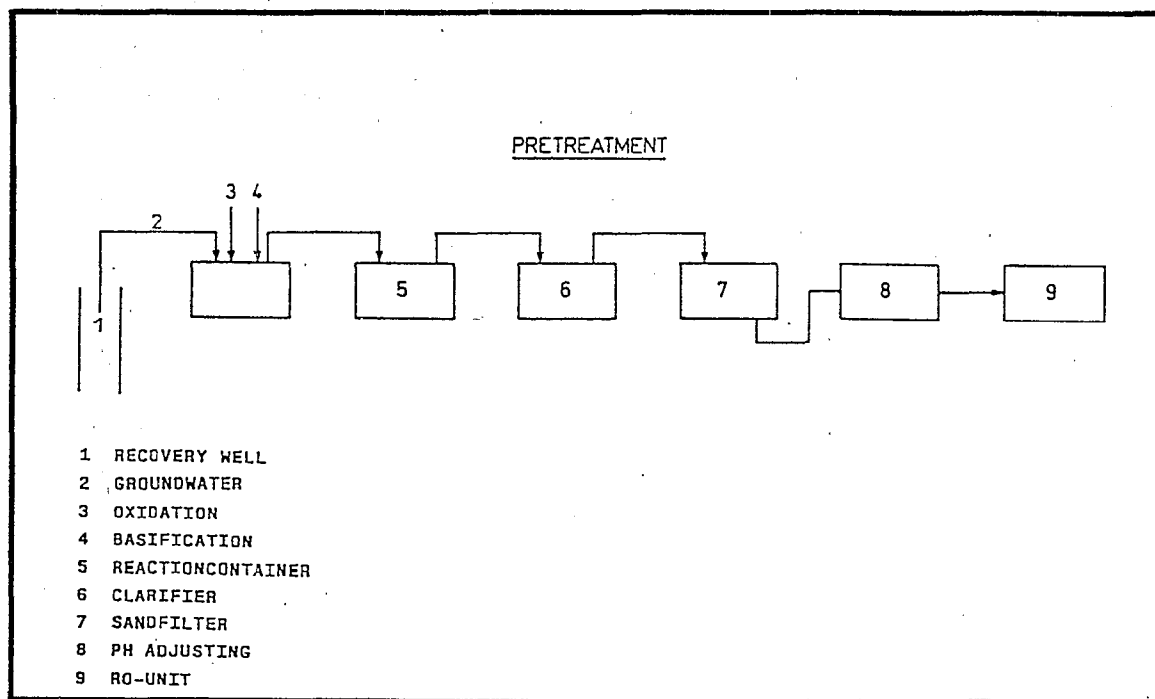 PRETREATMENT
3 4
2
1
5
6
7
8
9
1 RECOVERY WELL
2 GROUNDWATER
3 OXIDATION
4 BASIFICATION
5 REACTIONCONTAINER
6 CLARIFIER
7 SANDFILTER
8 PH ADJUSTING
9 RO-UNIT